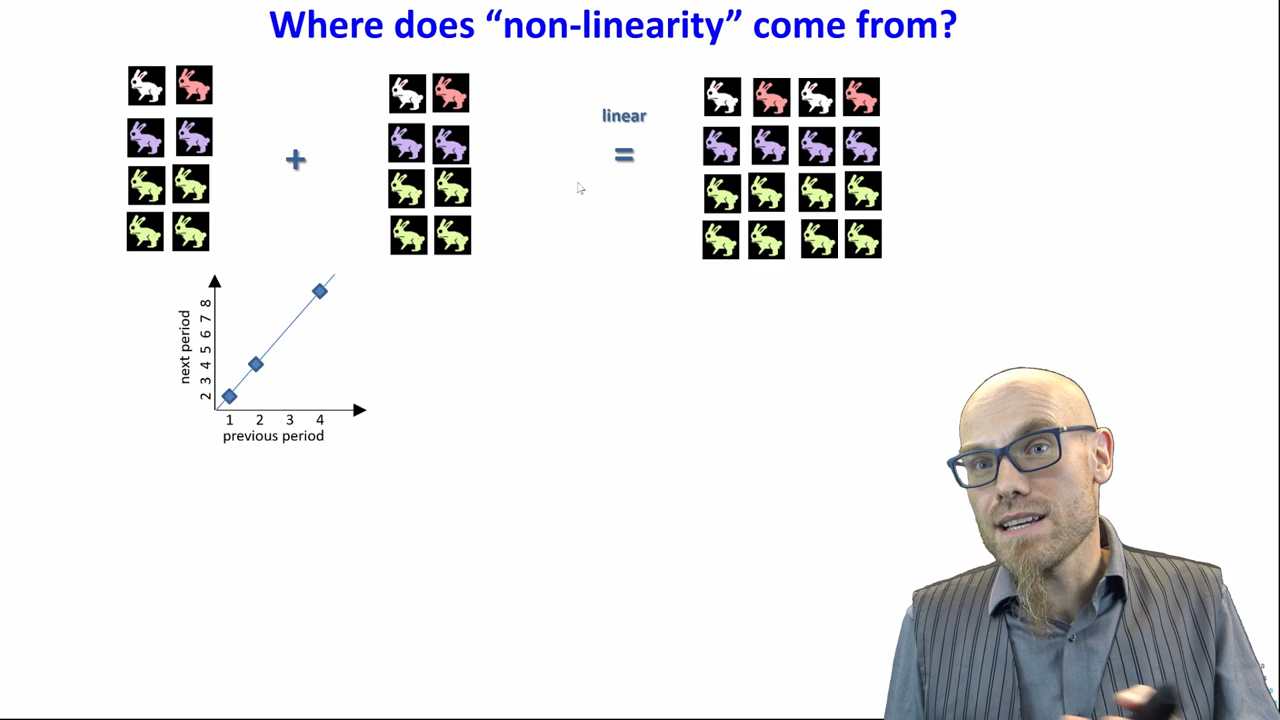 Where does “non-linearity” come from?
+
linear
=
next period
8
7
6
5
4
3
2
1 2 3 4
previous period